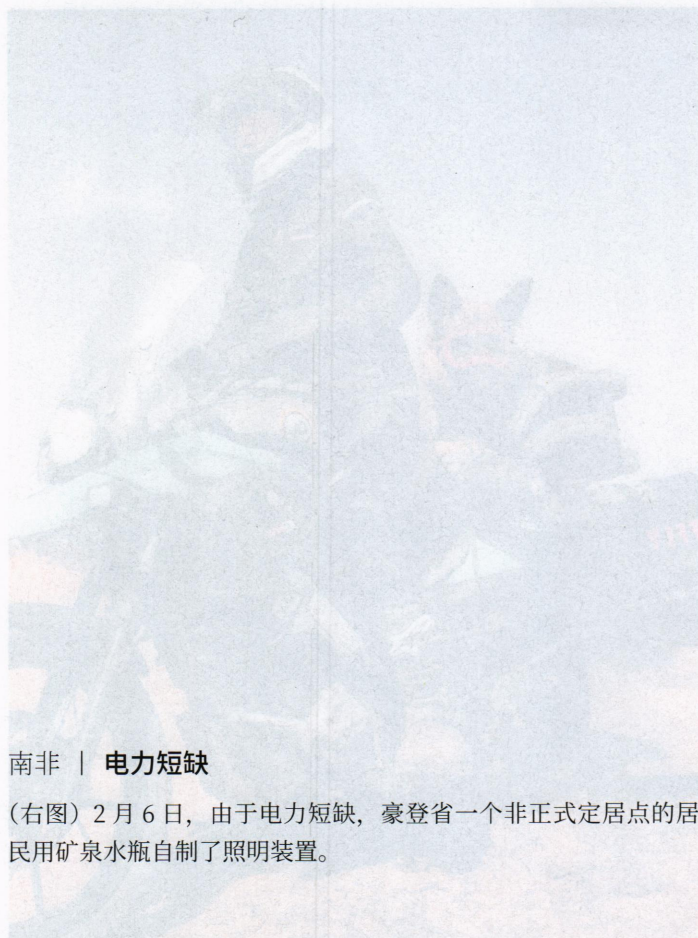 南非 | 电力短缺
(右图) 2 月 6 日，由于电力短缺，豪登省一个非正式定居点的居
民用矿泉水瓶自制了照明装置。